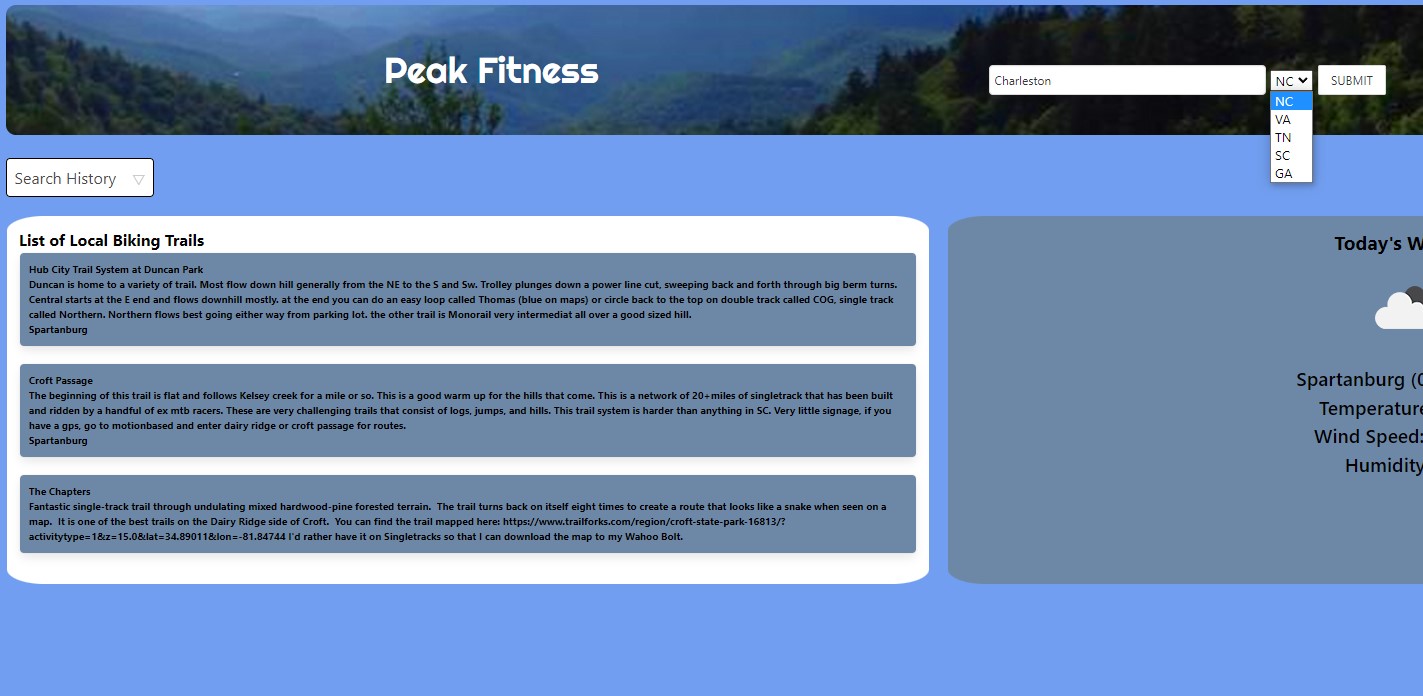 Peak Fitness
Charleston
NC
SUBMIT
NC
VA
TN
SC
GA
Search History
List of Local Biking Trails
Hub City Trail System at Duncan Park
Duncan is home to a variety of trail. Most flow down hill generally from the NE to the S and Sw. Trolley plunges down a power line cut, sweeping back and forth through big berm turns.
Central starts at the E end and flows downhill mostly. at the end you can do an easy loop called Thomas (blue on maps) or circle back to the top on double track called COG, single track
called Northern. Northern flows best going either way from parking lot. the other trail is Monorail very intermediat all over a good sized hill.
Spartanburg
Croft Passage
The beginning of this trail is flat and follows Kelsey creek for a mile or so. This is a good warm up for the hills that come. This is a network of 20+miles of singletrack that has been built
and ridden by a handful of ex mtb racers. These are very challenging trails that consist of logs, jumps, and hills. This trail system is harder than anything in SC. Very little signage, if you
have a gps, go to motionbased and enter dairy ridge or croft passage for routes.
Spartanburg
The Chapters
Fantastic single-track trail through undulating mixed hardwood-pine forested terrain.  The trail turns back on itself eight times to create a route that looks like a snake when seen on a
map.  It is one of the best trails on the Dairy Ridge side of Croft.  You can find the trail mapped here: https://www.trailforks.com/region/croft-state-park-16813/?
activitytype=1&z=15.0&lat=34.89011&lon=-81.84744 I'd rather have it on Singletracks so that I can download the map to my Wahoo Bolt.
Today's W
Spartanburg (0
Temperature
Wind Speed:
Humidity